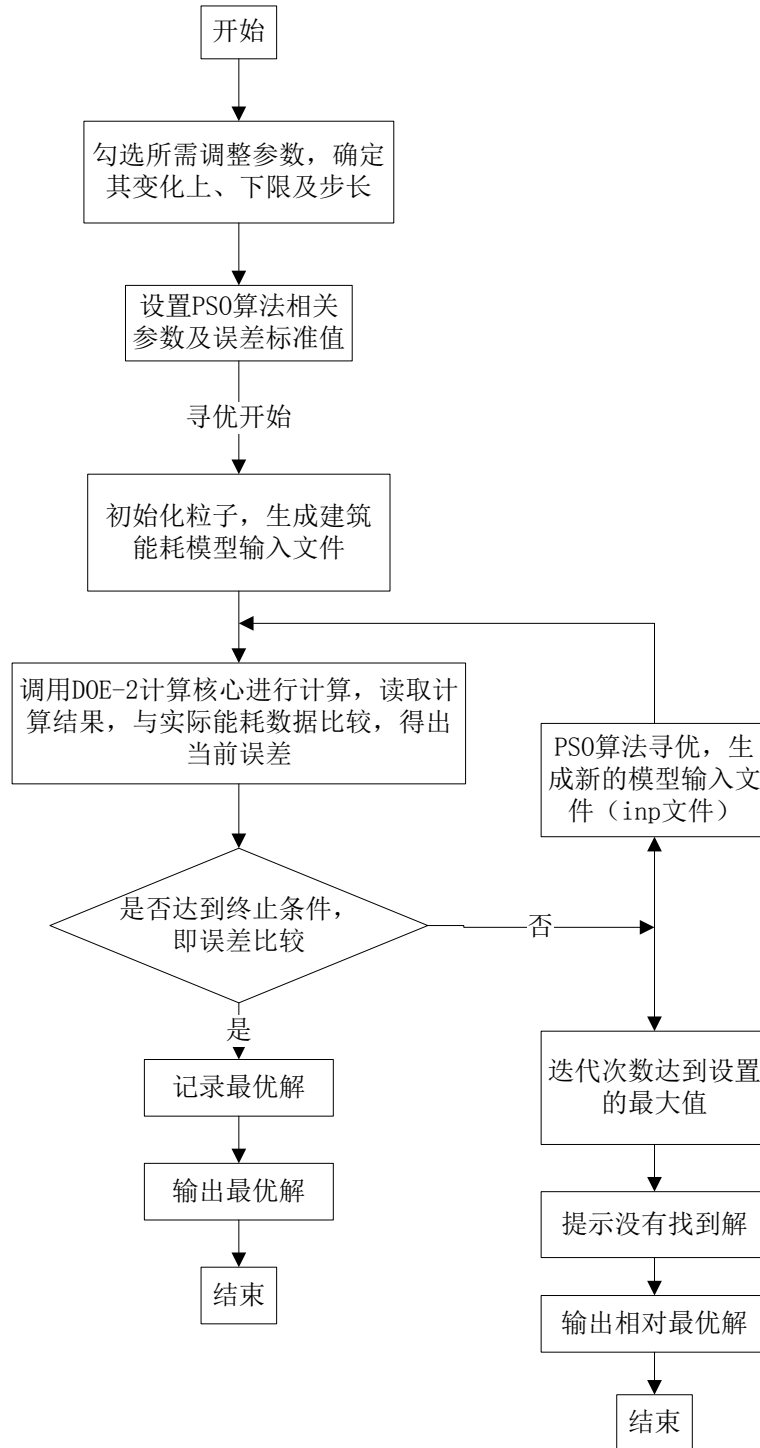 开始
勾选所需调整参数，确定
其变化上、下限及步长
设置PSO算法相关
参数及误差标准值
寻优开始
初始化粒子，生成建筑
能耗模型输入文件
调用DOE-2计算核心进行计算，读取计
算结果，与实际能耗数据比较，得出
当前误差
PSO算法寻优，生
成新的模型输入文
件（inp文件）
是否达到终止条件，
即误差比较
否
是
记录最优解
输出最优解
结束
迭代次数达到设置
的最大值
提示没有找到解
输出相对最优解
结束